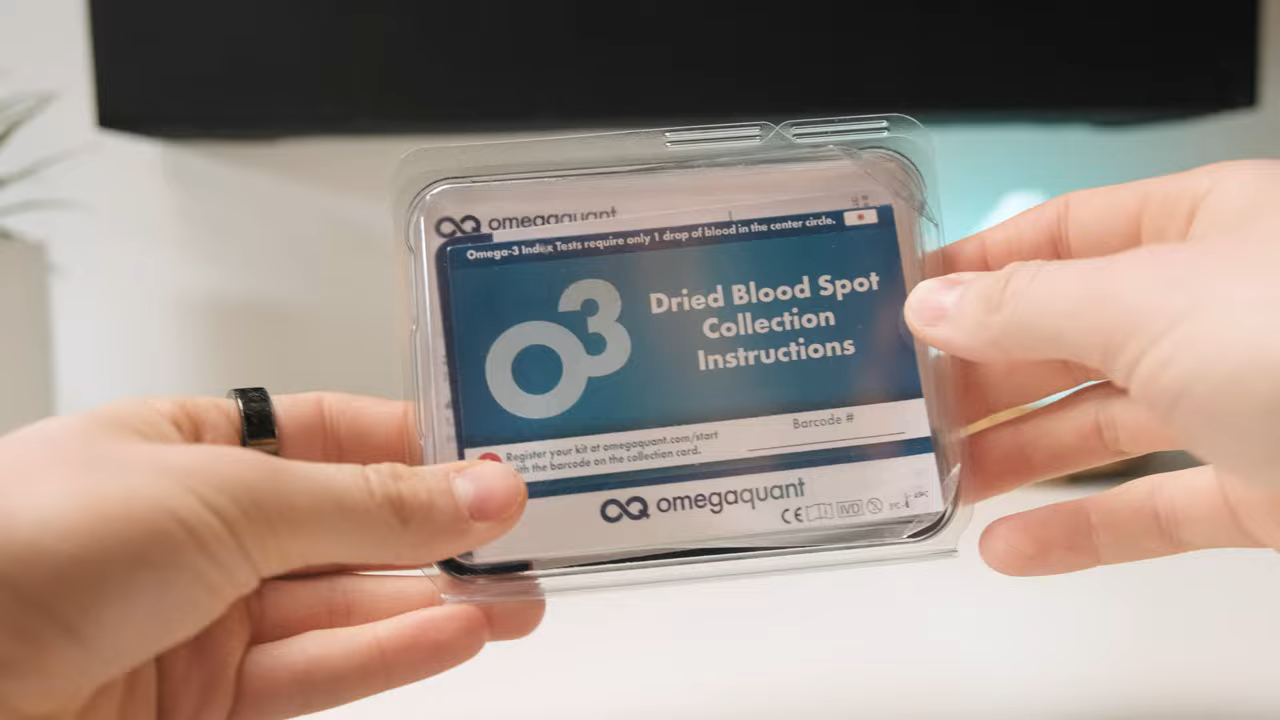 omegaquant
Omega-3 Index Tests require only 1 drop of blood in the center circle.
O3
Dried Blood Spot
Collection
Instructions
Register your kit at omegaquant.com/start
with the barcode on the collection card.
Barcode #
omegaquant
CE IVD